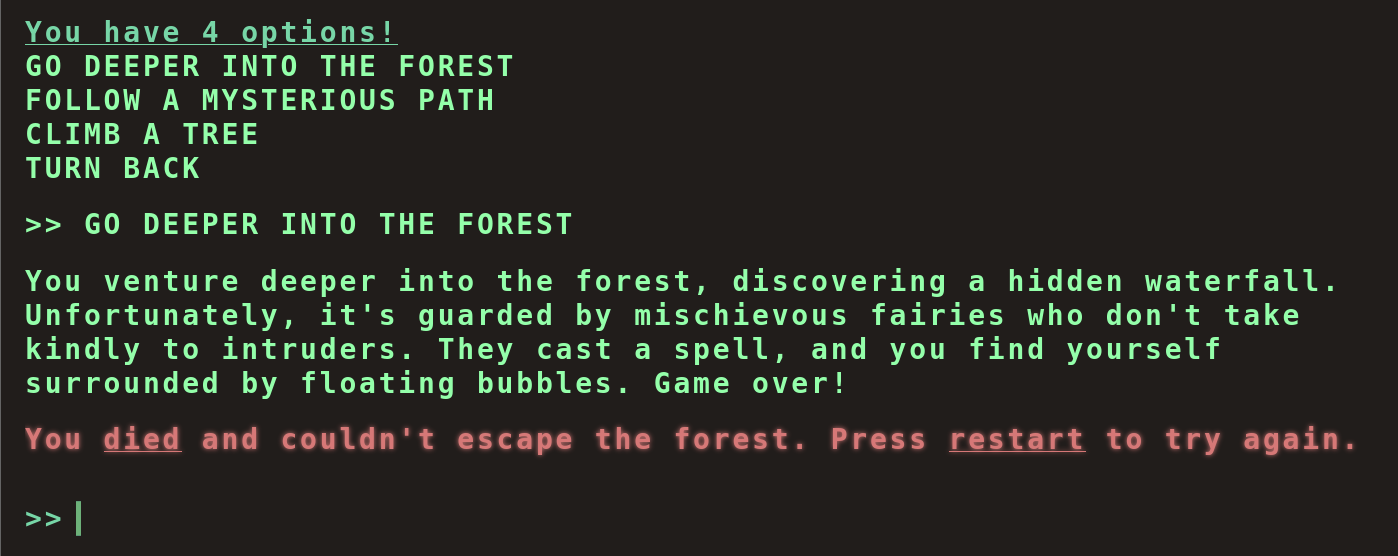 You have 4 options!
GO DEEPER INTO THE FOREST
FOLLOW A MYSTERIOUS PATH
CLIMB A TREE
TURN BACK
>> GO DEEPER INTO THE FOREST
You venture deeper into the forest, discovering a hidden waterfall.
Unfortunately, it's guarded by mischievous fairies who don't take
kindly to intruders. They cast a spell, and you find yourself
surrounded by floating bubbles. Game over!
You died and couldn't escape the forest. Press restart to try again.
>>